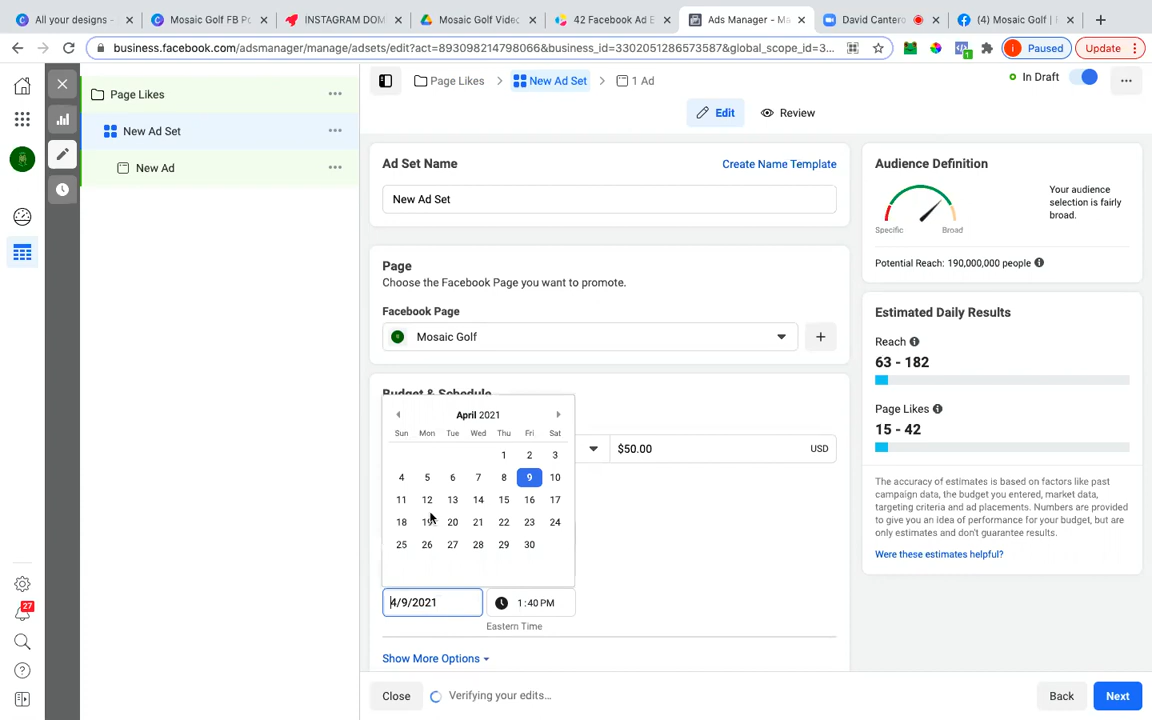 All your designs -
Mosaic Golf FB Po
INSTAGRAM DOM
Mosaic Golf Video
42 Facebook Ad E
Ads Manager - Ma
David Cantero
(4) Mosaic Golf |
business.facebook.com/adsmanager/manage/adsets/edit?act=893098214798066&business_id=3302051286573587&global_scope_id=3...
1
Paused
Update
Page Likes
New Ad Set
New Ad
27
Page Likes
New Ad Set
1 Ad
In Draft
Edit
Review
Ad Set Name
Create Name Template
New Ad Set
Page
Choose the Facebook Page you want to promote.
Facebook Page
Mosaic Golf
Budget & Schedule
$50.00 USD
April 2021
Sun Mon Tue Wed Thu Fri Sat
1 2 3
4 5 6 7 8 9 10
11 12 13 14 15 16 17
18 19 20 21 22 23 24
25 26 27 28 29 30
4/9/2021
1:40 PM
Eastern Time
Show More Options
Close
Verifying your edits...
Back
Next
Audience Definition
Your audience
selection is fairly
broad.
Specific
Broad
Potential Reach: 190,000,000 people
Estimated Daily Results
Reach
63 - 182
Page Likes
15 - 42
The accuracy of estimates is based on factors like past
campaign data, the budget you entered, market data,
targeting criteria and ad placements. Numbers are provided
to give you an idea of performance for your budget, but are
only estimates and don't guarantee results.
Were these estimates helpful?